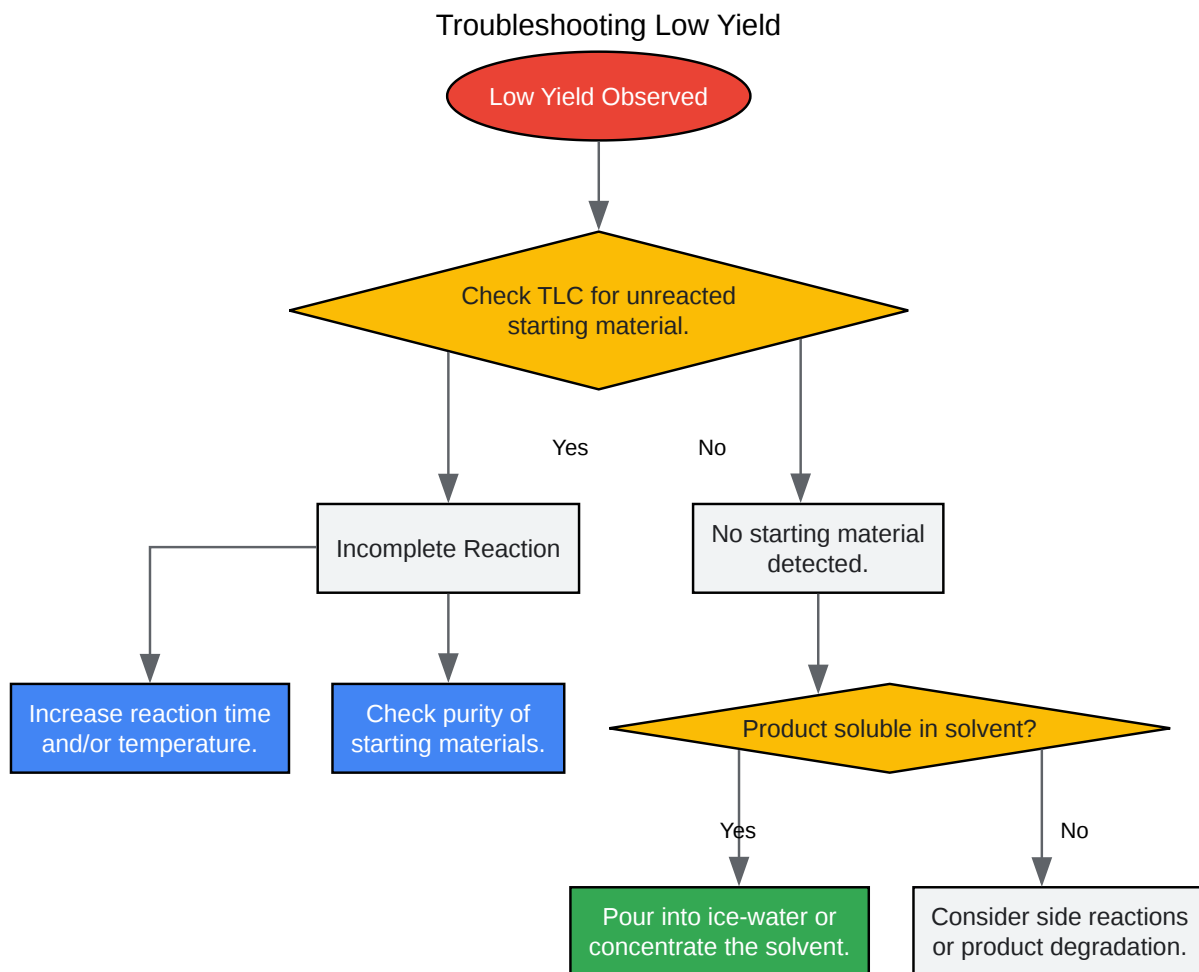 Troubleshooting Low Yield
Low Yield Observed
Check TLC for unreacted
starting material.
Yes
No
Incomplete Reaction
No starting material
detected.
Increase reaction time
and/or temperature.
Check purity of
starting materials.
Product soluble in solvent?
Yes
No
Pour into ice-water or
concentrate the solvent.
Consider side reactions
or product degradation.